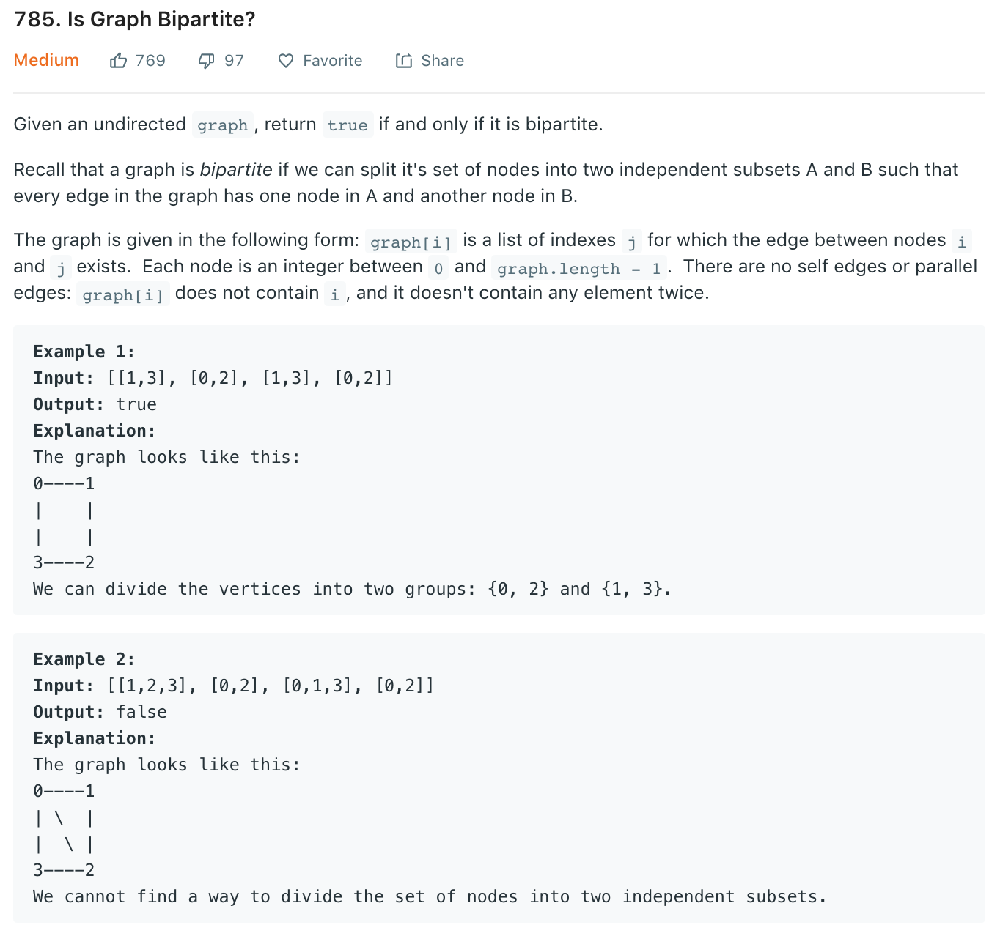 785. Is Graph Bipartite?
Medium 769 97 Favorite Share
Given an undirected graph, return true if and only if it is bipartite.
Recall that a graph is bipartite if we can split it's set of nodes into two independent subsets A and B such that
every edge in the graph has one node in A and another node in B.
The graph is given in the following form: graph[i] is a list of indexes j for which the edge between nodes i
and j exists.  Each node is an integer between 0 and graph.length - 1.  There are no self edges or parallel
edges: graph[i] does not contain i, and it doesn't contain any element twice.
Example 1:
Input: [[1,3], [0,2], [1,3], [0,2]]
Output: true
Explanation:
The graph looks like this:
0----1
|    |
|    |
3----2
We can divide the vertices into two groups: {0, 2} and {1, 3}.
Example 2:
Input: [[1,2,3], [0,2], [0,1,3], [0,2]]
Output: false
Explanation:
The graph looks like this:
0----1
| \  |
|  \ |
3----2
We cannot find a way to divide the set of nodes into two independent subsets.